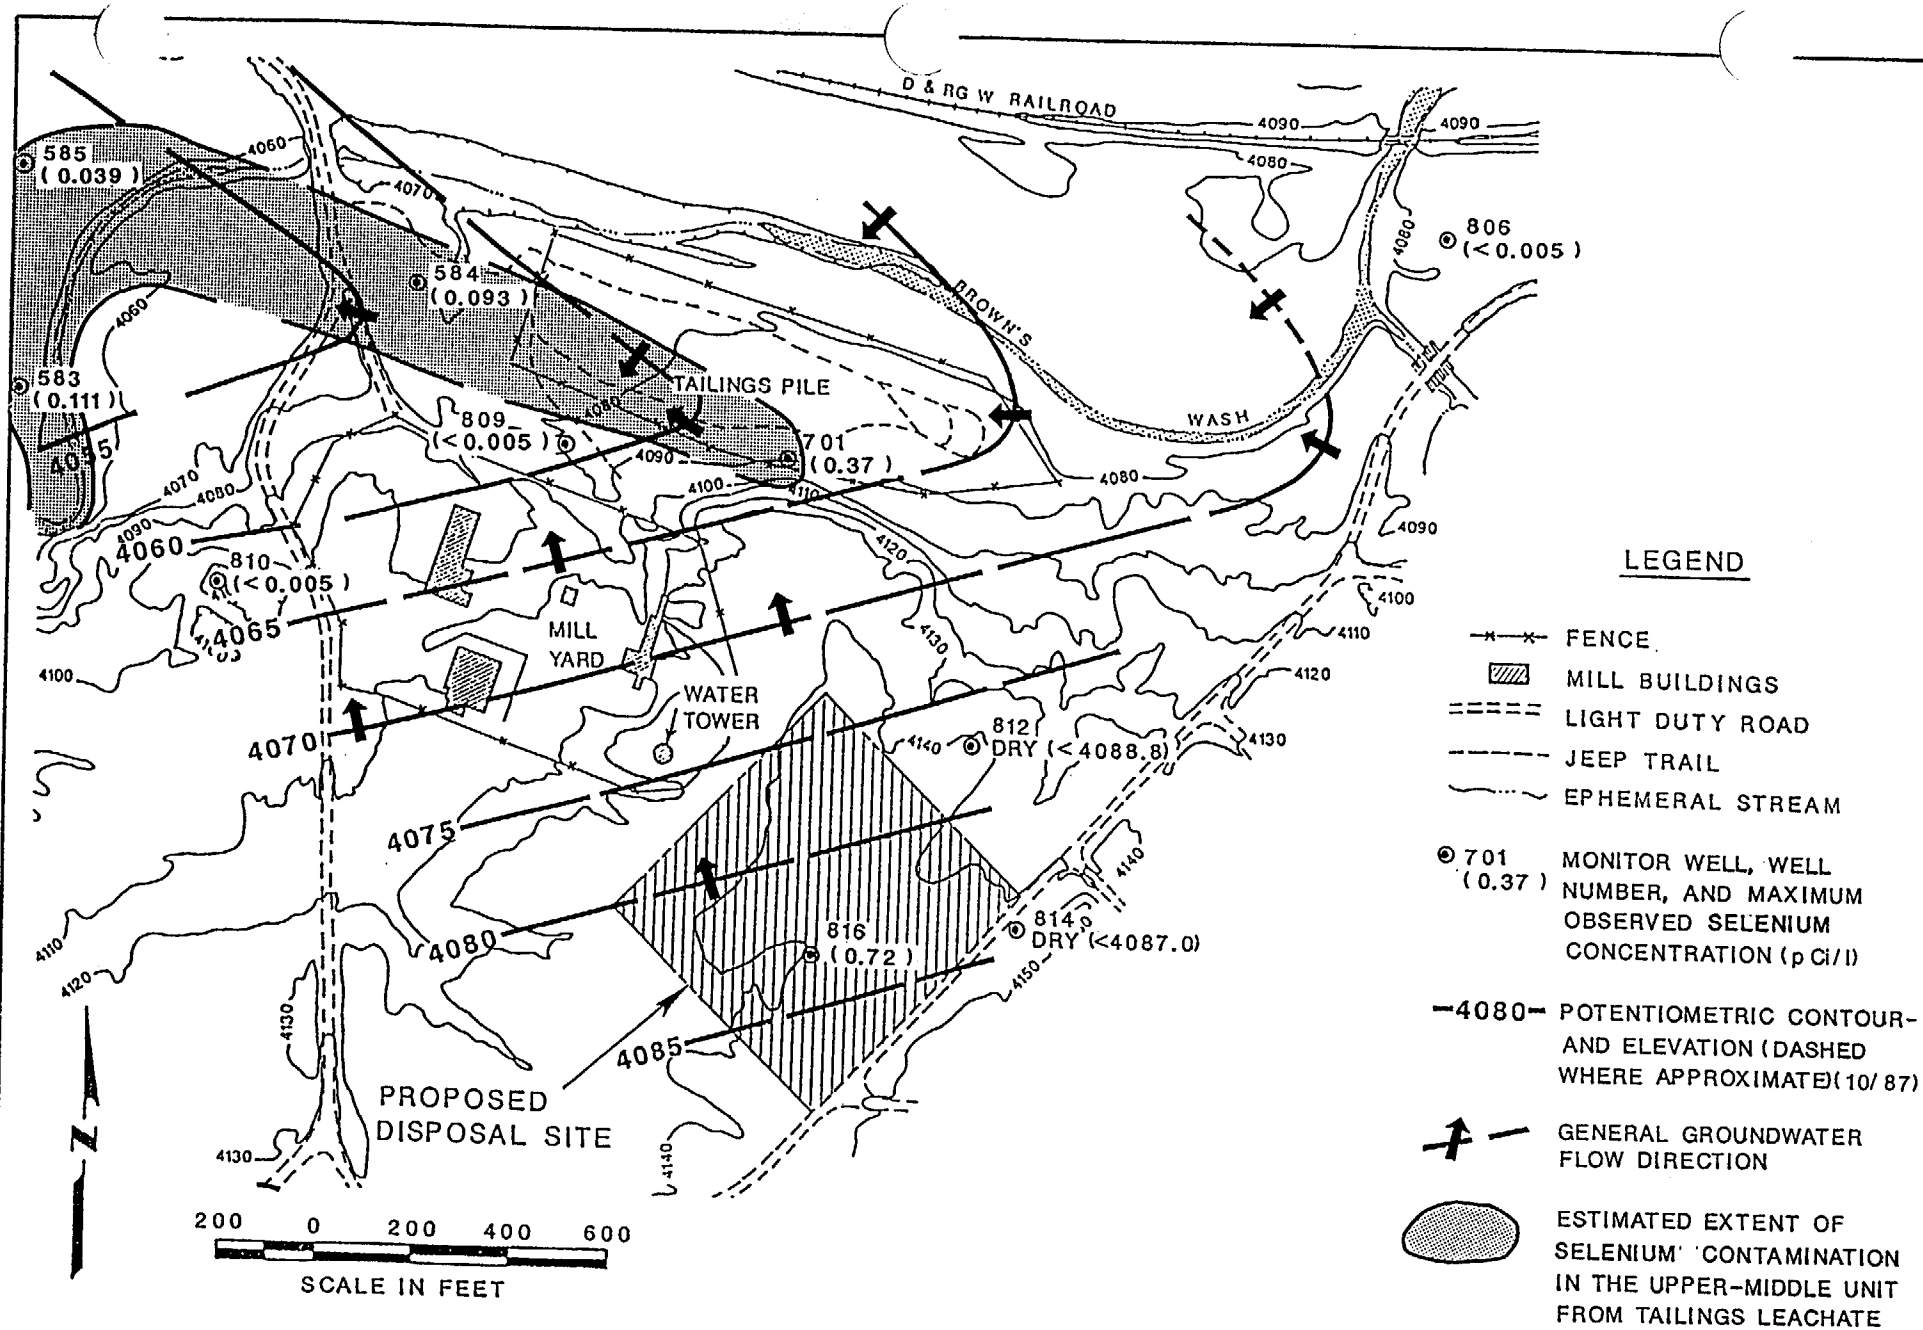 D & RG W RAILROAD
4090
4090
4080
4080
806
(<0.005)
585
(0.039)
4060
4070
584
(0.093)
4060
583
(0.111)
4055
BROWN'S
WASH
TAILINGS PILE
4080
809
(<0.005)
701
(0.37)
4090
4100
4110
4080
4070
4080
4090
4060
810
(<0.005)
4065
4100
4120
4130
4090
4100
4110
4120
4130
MILL
YARD
WATER
TOWER
4070
4140
812
DRY (<4088.8)
4075
4140
4080
816
(0.72)
814
DRY (<4087.0)
4150
4110
4120
4130
4085
PROPOSED
DISPOSAL SITE
4130
4140
N
200 0 200 400 600
SCALE IN FEET
LEGEND
FENCE
MILL BUILDINGS
LIGHT DUTY ROAD
JEEP TRAIL
EPHEMERAL STREAM
701
(0.37)
MONITOR WELL, WELL
NUMBER, AND MAXIMUM
OBSERVED SELENIUM
CONCENTRATION (pCi/l)
-4080-
POTENTIOMETRIC CONTOUR-
AND ELEVATION (DASHED
WHERE APPROXIMATE)(10/87)
GENERAL GROUNDWATER
FLOW DIRECTION
ESTIMATED EXTENT OF
SELENIUM CONTAMINATION
IN THE UPPER-MIDDLE UNIT
FROM TAILINGS LEACHATE